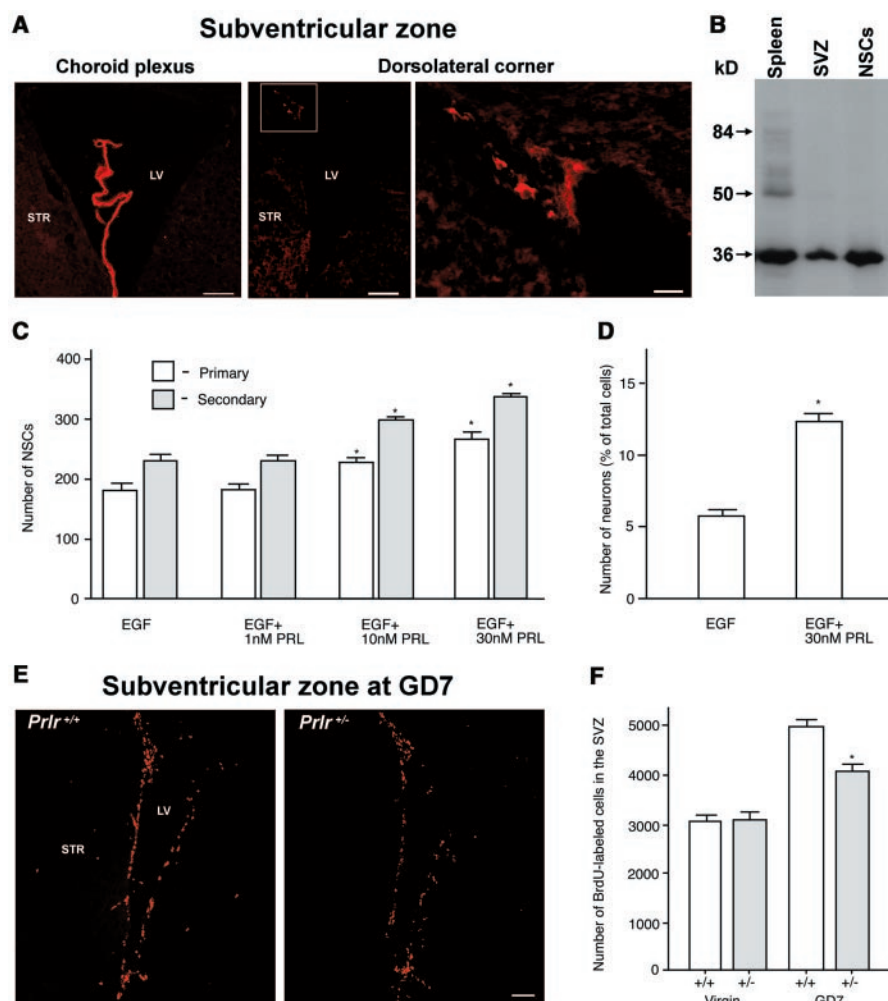 A
Subventricular zone
Choroid plexus
Dorsolateral corner
LV
STR
LV
STR
B
kD
Spleen
SVZ
NSCs
84
50
36
C
400
300
200
100
0
Number of NSCs
- Primary
- Secondary
*
*
*
*
EGF
EGF+
1nM PRL
EGF+
10nM PRL
EGF+
30nM PRL
D
15
10
5
0
Number of neurons (% of total cells)
*
EGF
EGF+
30nM PRL
E
Subventricular zone at GD7
Prlr +/+
LV
STR
Prlr +/-
F
5000
4000
3000
2000
1000
0
Number of BrdU-labeled cells in the SVZ
*
+/+ +/- +/+ +/-
Virgin GD7